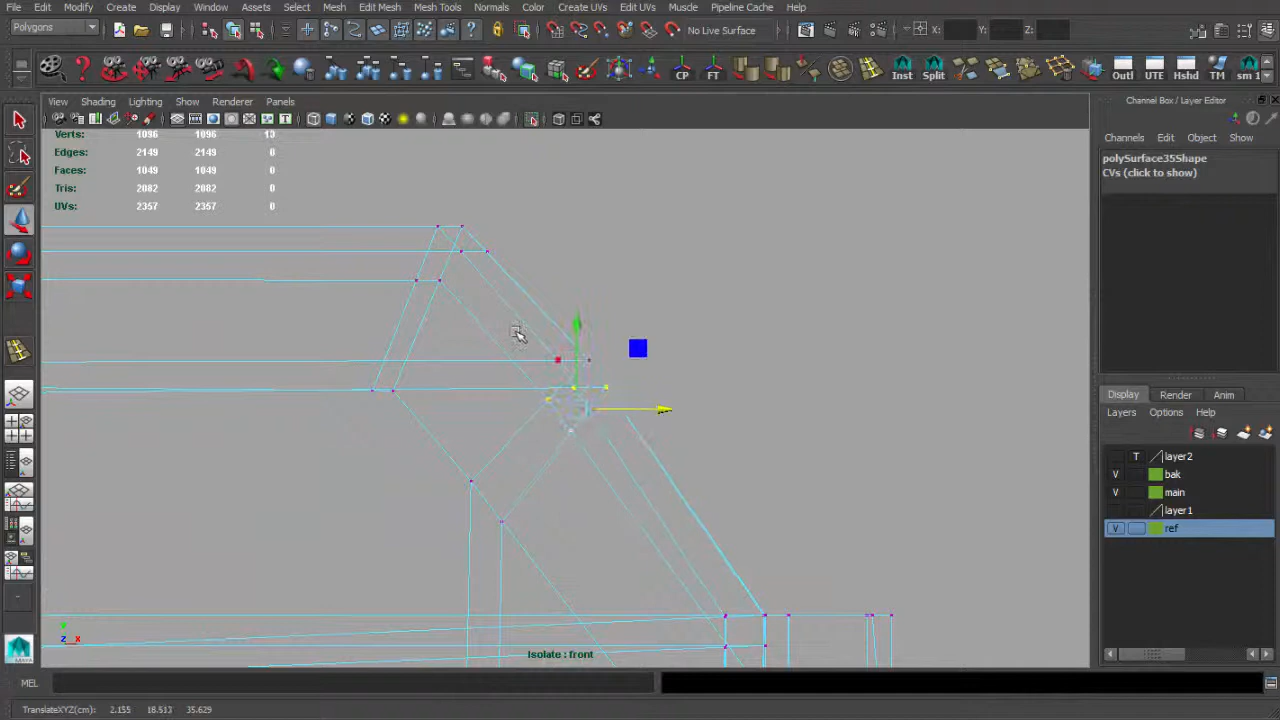 File Edit Modify Create Display Window Assets Select Mesh Edit Mesh Mesh Tools Normals Color Create UVs Edit UVs Muscle Pipeline Cache Help
Polygons No Live Surface X: Y: Z:
CP FT Inst Split Outl UTE Hshd TM sm 1
View Shading Lighting Show Renderer Panels
Channel Box / Layer Editor
Channels Edit Object Show
Verts: 1096 1096 13
Edges: 2149 2149 0
Faces: 1049 1049 0
Tris: 2082 2082 0
UVs: 2357 2357 0
polySurface35Shape
CVs (click to show)
Display Render Anim
Layers Options Help
T layer2
V bak
V main
layer1
V ref
Y
Z X
Isolate : front
MEL
TranslateXYZ(cm): 2.155 18.513 35.629